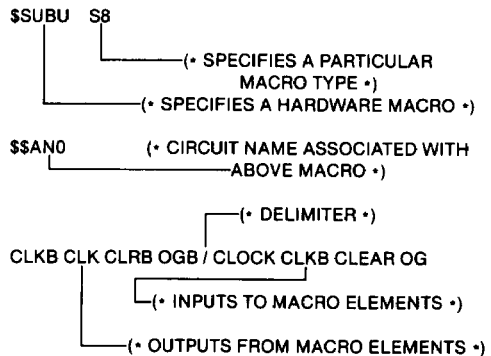 $SUBU S8
(* SPECIFIES A PARTICULAR
MACRO TYPE *)
(* SPECIFIES A HARDWARE MACRO *)
$$AN0 (* CIRCUIT NAME ASSOCIATED WITH
ABOVE MACRO *)
(* DELIMITER *)
CLKB CLK CLRB OGB / CLOCK CLKB CLEAR OG
(* INPUTS TO MACRO ELEMENTS *)
(* OUTPUTS FROM MACRO ELEMENTS *)